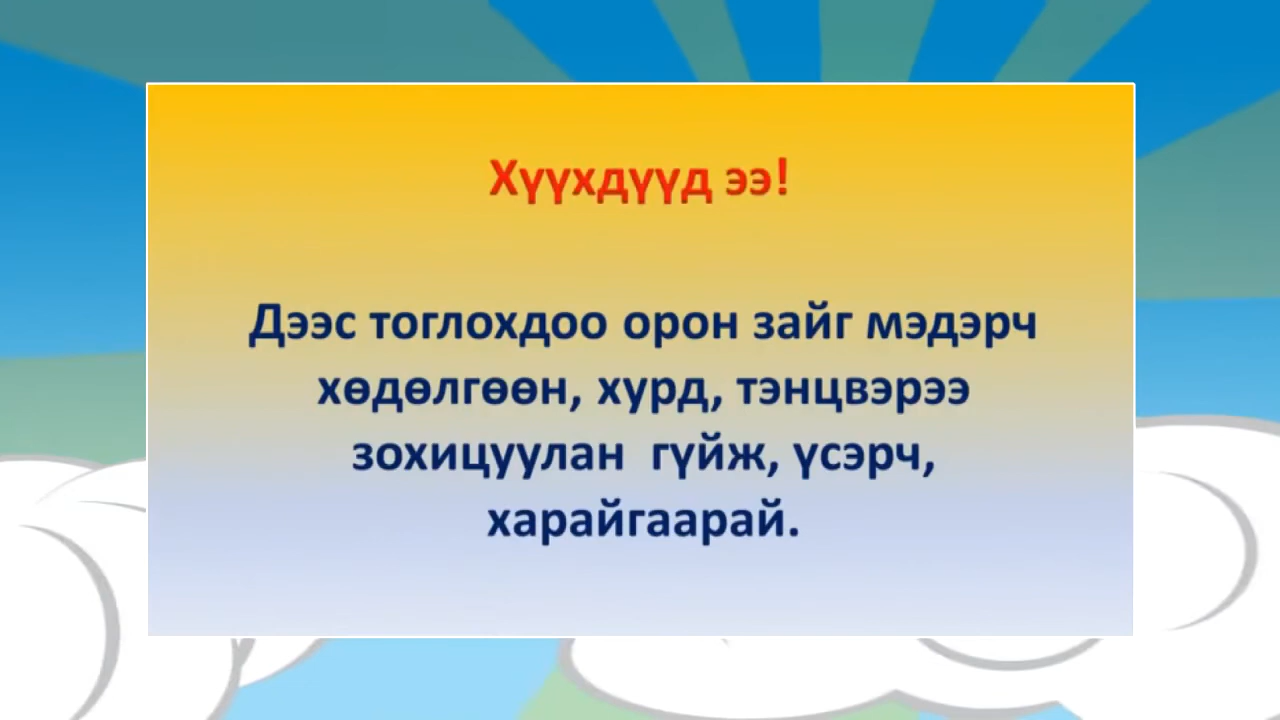 Хүүхдүүд ээ!
Дээс тоглохдоо орон зайг мэдэрч
хөдөлгөөн, хурд, тэнцвэрээ
зохицуулан гүйж, үсэрч,
харайгаарай.